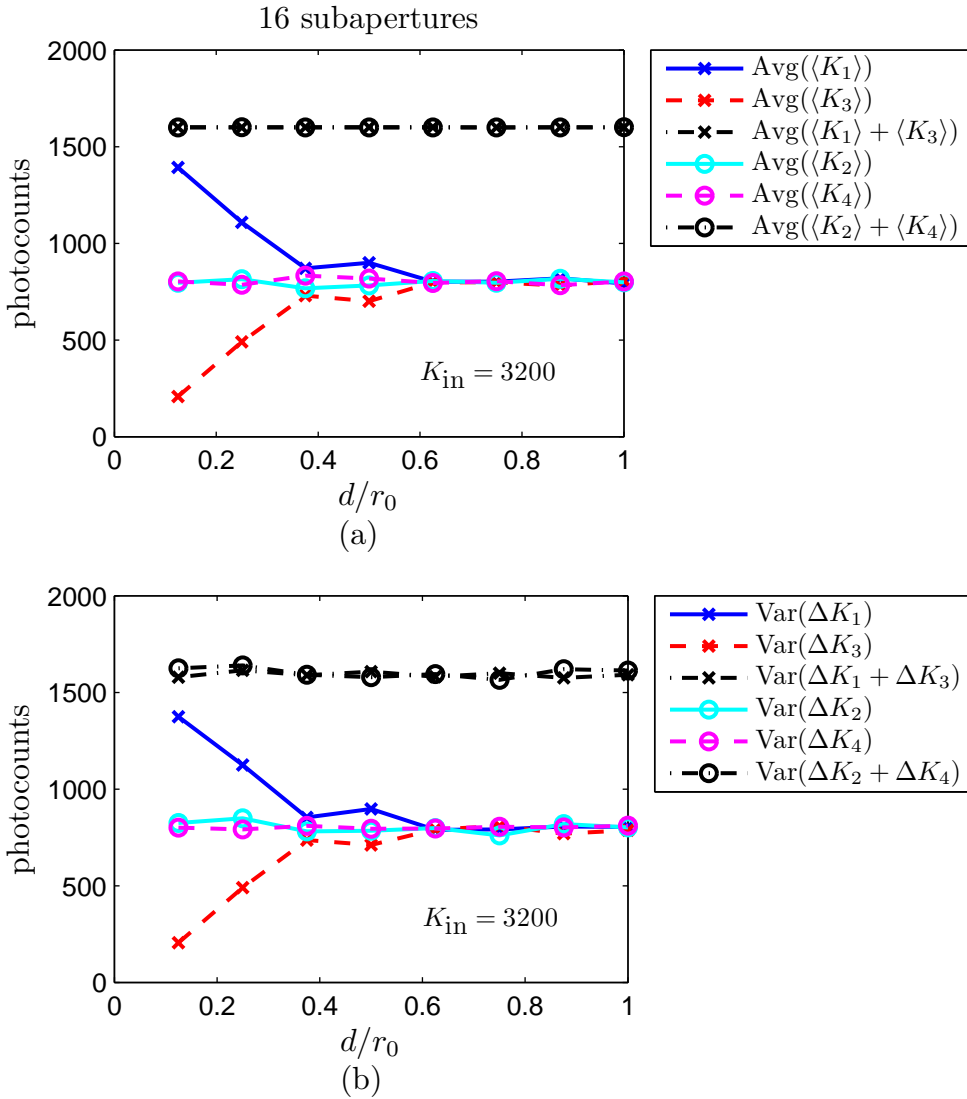 16 subapertures
2000
1500
1000
500
0
photocounts
0 0.2 0.4 0.6 0.8 1
d/r₀
K_in = 3200
Avg(⟨K₁⟩)
Avg(⟨K₃⟩)
Avg(⟨K₁⟩ + ⟨K₃⟩)
Avg(⟨K₂⟩)
Avg(⟨K₄⟩)
Avg(⟨K₂⟩ + ⟨K₄⟩)
(a)
2000
1500
1000
500
0
photocounts
0 0.2 0.4 0.6 0.8 1
d/r₀
K_in = 3200
Var(ΔK₁)
Var(ΔK₃)
Var(ΔK₁ + ΔK₃)
Var(ΔK₂)
Var(ΔK₄)
Var(ΔK₂ + ΔK₄)
(b)